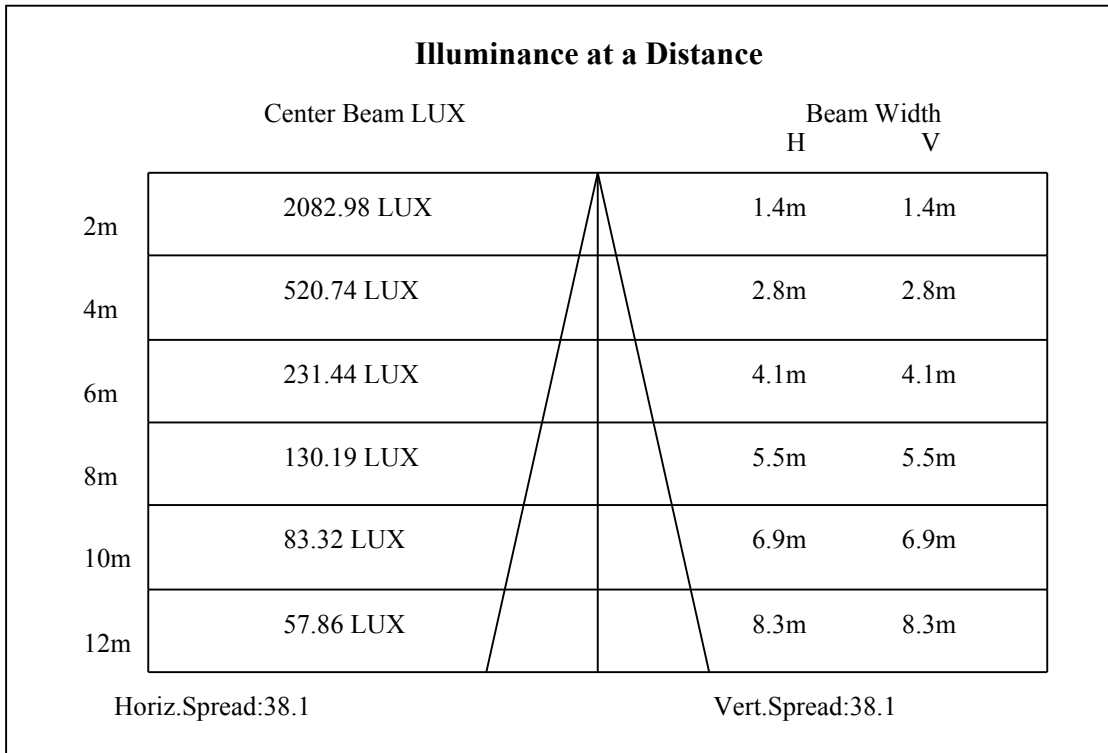 Illuminance at a Distance
Center Beam LUX Beam Width
H V
2m 2082.98 LUX 1.4m 1.4m
4m 520.74 LUX 2.8m 2.8m
6m 231.44 LUX 4.1m 4.1m
8m 130.19 LUX 5.5m 5.5m
10m 83.32 LUX 6.9m 6.9m
12m 57.86 LUX 8.3m 8.3m
Horiz.Spread:38.1 Vert.Spread:38.1